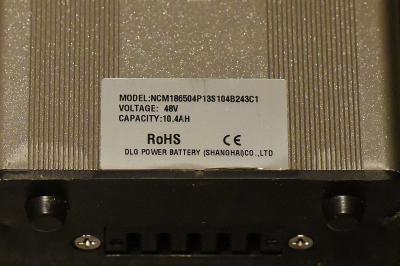 MODEL:NCM186504P13S104B243C1
VOLTAGE: 48V
CAPACITY:10.4AH
RoHS CE
DLG POWER BATTERY (SHANGHAI)CO.,LTD